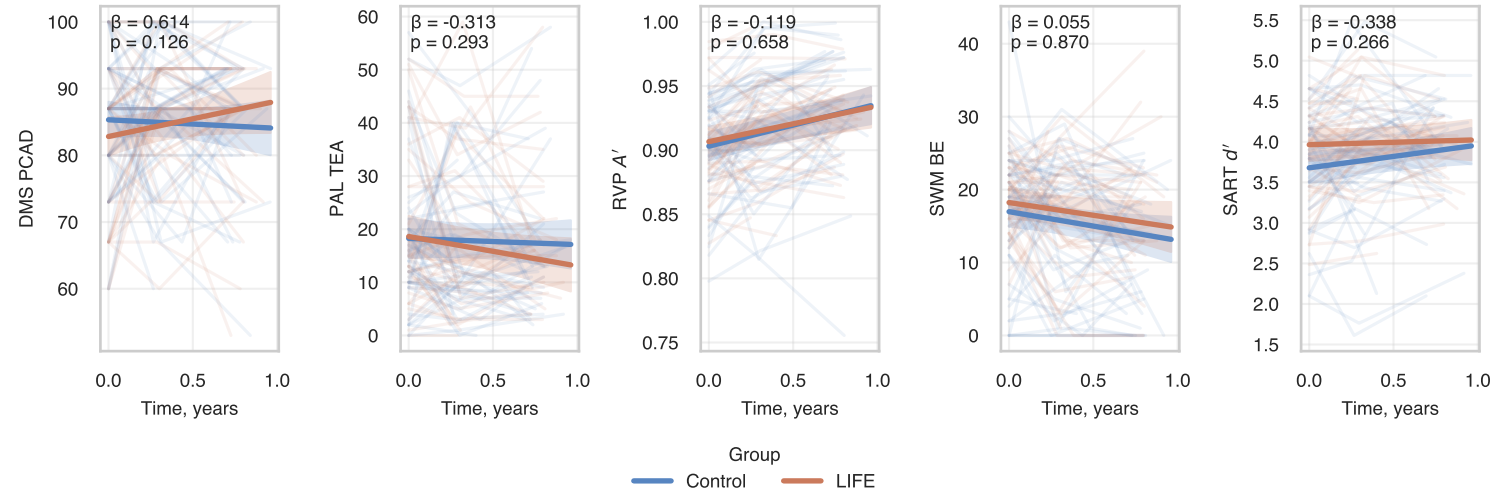 β = 0.614
p = 0.126
100
90
80
70
60
DMS PCAD
0.0 0.5 1.0
Time, years
β = -0.313
p = 0.293
60
50
40
30
20
10
0
PAL TEA
0.0 0.5 1.0
Time, years
β = -0.119
p = 0.658
1.00
0.95
0.90
0.85
0.80
0.75
RVP A′
0.0 0.5 1.0
Time, years
β = 0.055
p = 0.870
40
30
20
10
0
SWM BE
0.0 0.5 1.0
Time, years
β = -0.338
p = 0.266
5.5
5.0
4.5
4.0
3.5
3.0
2.5
2.0
1.5
SART d′
0.0 0.5 1.0
Time, years
Group
Control LIFE